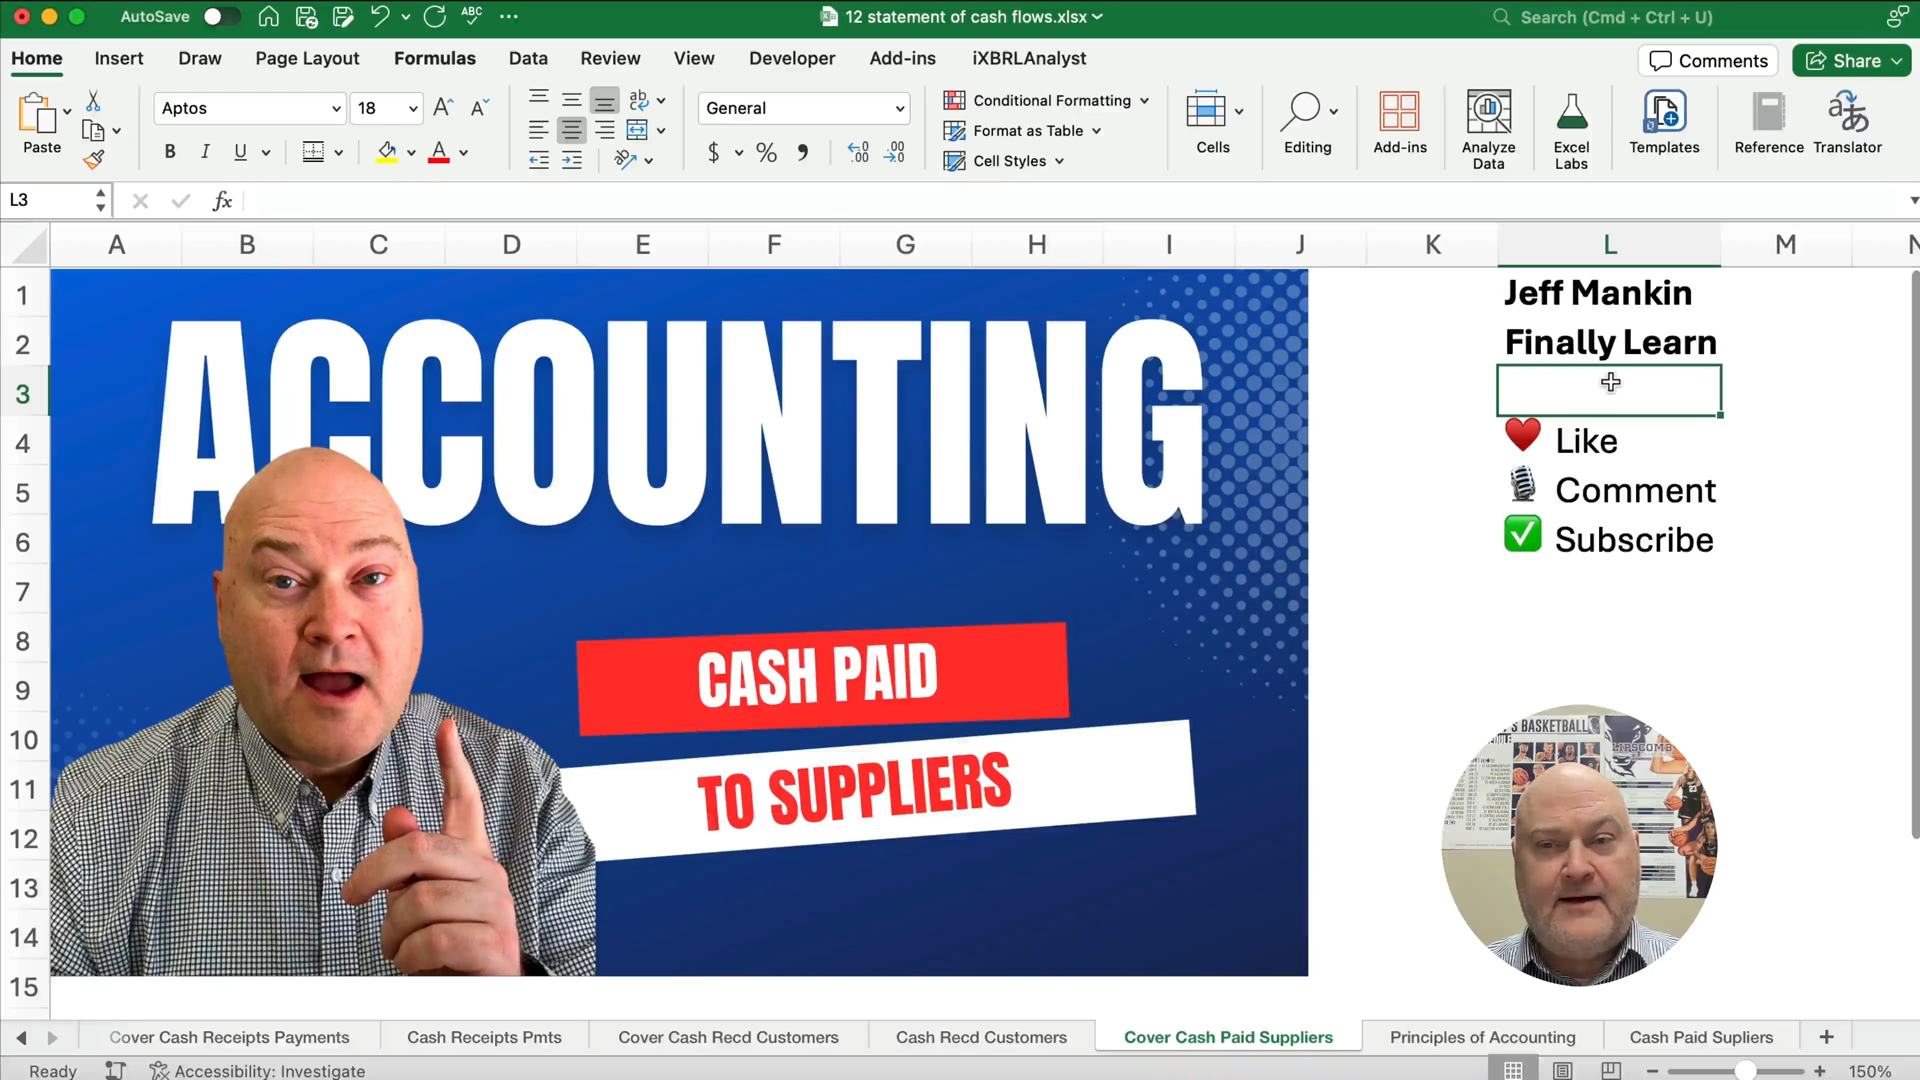 AutoSave
ABC
12 statement of cash flows.xlsx
Search (Cmd + Ctrl + U)
Home Insert Draw Page Layout Formulas Data Review View Developer Add-ins iXBRLAnalyst
Comments Share
Paste
Aptos 18
B I U A
ab
General
$ % 9
Conditional Formatting
Format as Table
Cell Styles
Cells
Editing
Add-ins
Analyze
Data
Excel
Labs
Templates
Reference
Translator
L3 fx
A B C D E F G H I J K L M N
1 2 3 4 5 6 7 8 9 10 11 12 13 14 15
ACCOUNTING
CASH PAID
TO SUPPLIERS
Jeff Mankin
Finally Learn
Like
Comment
Subscribe
'S BASKETBALL
LIPSCOMB
Cover Cash Receipts Payments Cash Receipts Pmts Cover Cash Recd Customers Cash Recd Customers Cover Cash Paid Suppliers Principles of Accounting Cash Paid Supliers
Ready Accessibility: Investigate 150%